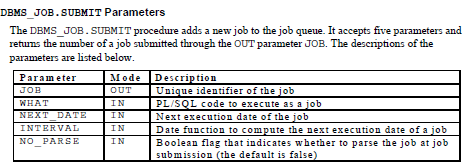 DBMS_JOB.SUBMIT Parameters
The DBMS_JOB.SUBMIT procedure adds a new job to the job queue. It accepts five parameters and
returns the number of a job submitted through the OUT parameter JOB. The descriptions of the
parameters are listed below.
Parameter Mode Description
JOB OUT Unique identifier of the job
WHAT IN PL/SQL code to execute as a job
NEXT_DATE IN Next execution date of the job
INTERVAL IN Date function to compute the next execution date of a job
NO_PARSE IN Boolean flag that indicates whether to parse the job at job
submission (the default is false)